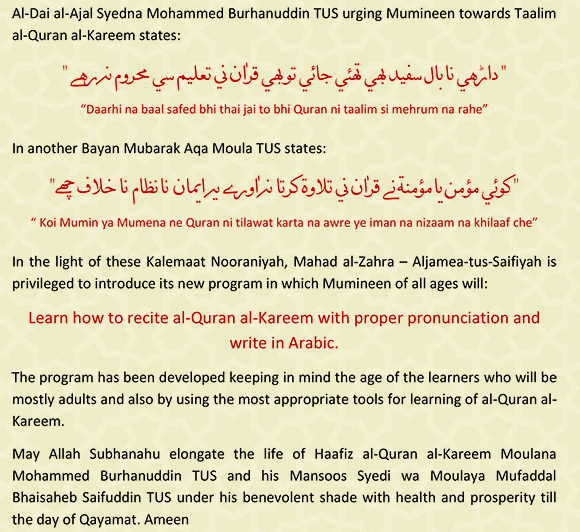 Al-Dai al-Ajal Syedna Mohammed Burhanuddin TUS urging Mumineen towards Taalim
al-Quran al-Kareem states:
"داڑهي نا بال سفيد بهي تهئي جائي توبهي قراٰن ني تعليم سي محروم نہ رهے"
“Daarhi na baal safed bhi thai jai to bhi Quran ni taalim si mehrum na rahe”
In another Bayan Mubarak Aqa Moula TUS states:
"كوئي مؤمن يا مؤمنة نے قراٰن ني تلاوة كرتا نہ اٰورے يہ ايمان نا نظام نا خلاف چھے"
“ Koi Mumin ya Mumena ne Quran ni tilawat karta na awre ye iman na nizaam na khilaaf che”
In the light of these Kalemaat Nooraniyah, Mahad al-Zahra – Aljamea-tus-Saifiyah is
privileged to introduce its new program in which Mumineen of all ages will:
Learn how to recite al-Quran al-Kareem with proper pronunciation and
write in Arabic.
The program has been developed keeping in mind the age of the learners who will be
mostly adults and also by using the most appropriate tools for learning of al-Quran al-
Kareem.
May Allah Subhanahu elongate the life of Haafiz al-Quran al-Kareem Moulana
Mohammed Burhanuddin TUS and his Mansoos Syedi wa Moulaya Mufaddal
Bhaisaheb Saifuddin TUS under his benevolent shade with health and prosperity till
the day of Qayamat. Ameen